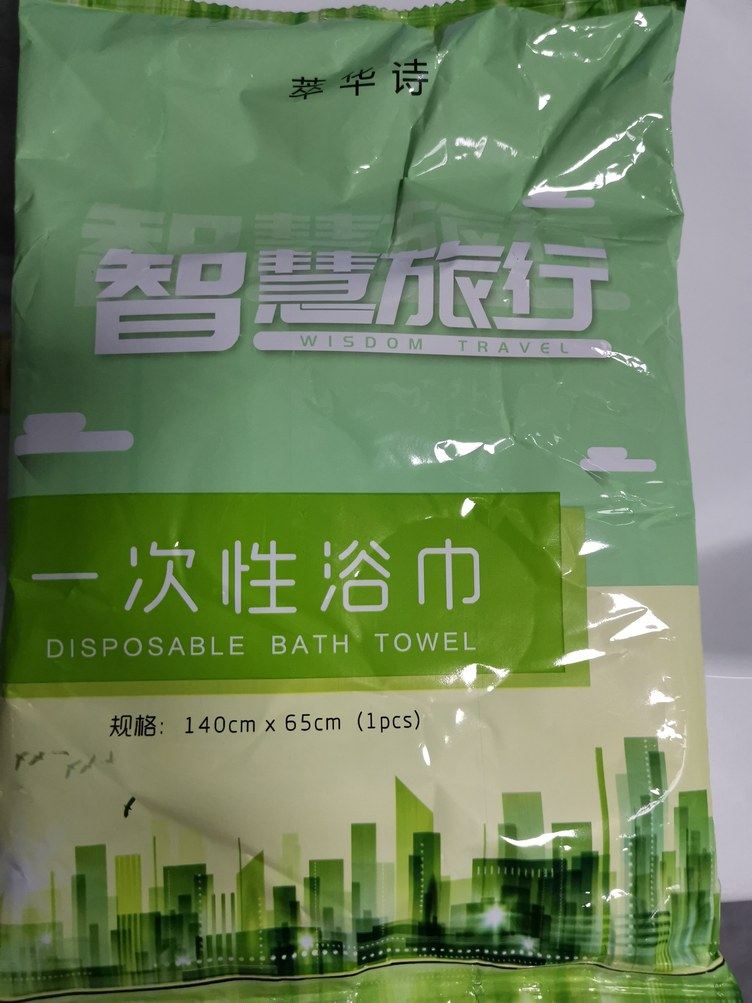 萃华诗
智慧旅行
WISDOM TRAVEL
一次性浴巾
DISPOSABLE BATH TOWEL
规格：140cm x 65cm (1pcs)